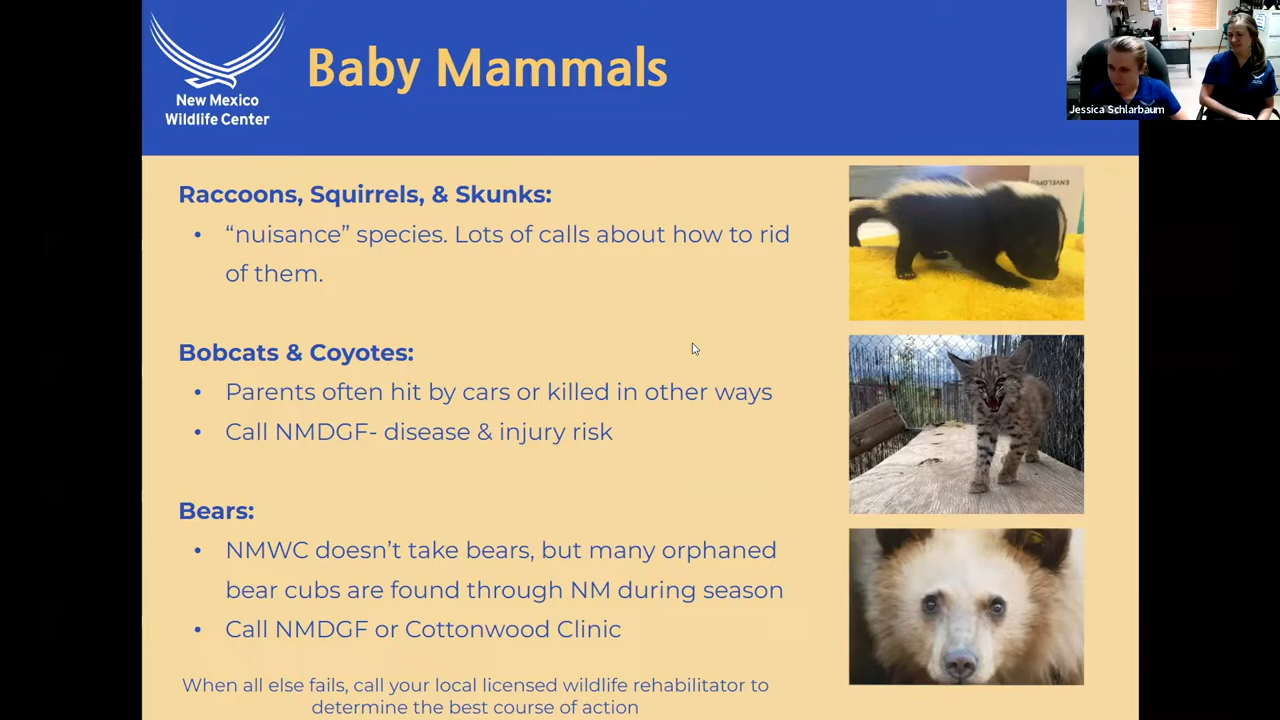 New Mexico
Wildlife Center
Baby Mammals
Jessica Schlarbaum
Raccoons, Squirrels, & Skunks:
• “nuisance” species. Lots of calls about how to rid
of them.
Bobcats & Coyotes:
• Parents often hit by cars or killed in other ways
• Call NMDGF- disease & injury risk
Bears:
• NMWC doesn’t take bears, but many orphaned
bear cubs are found through NM during season
• Call NMDGF or Cottonwood Clinic
When all else fails, call your local licensed wildlife rehabilitator to
determine the best course of action